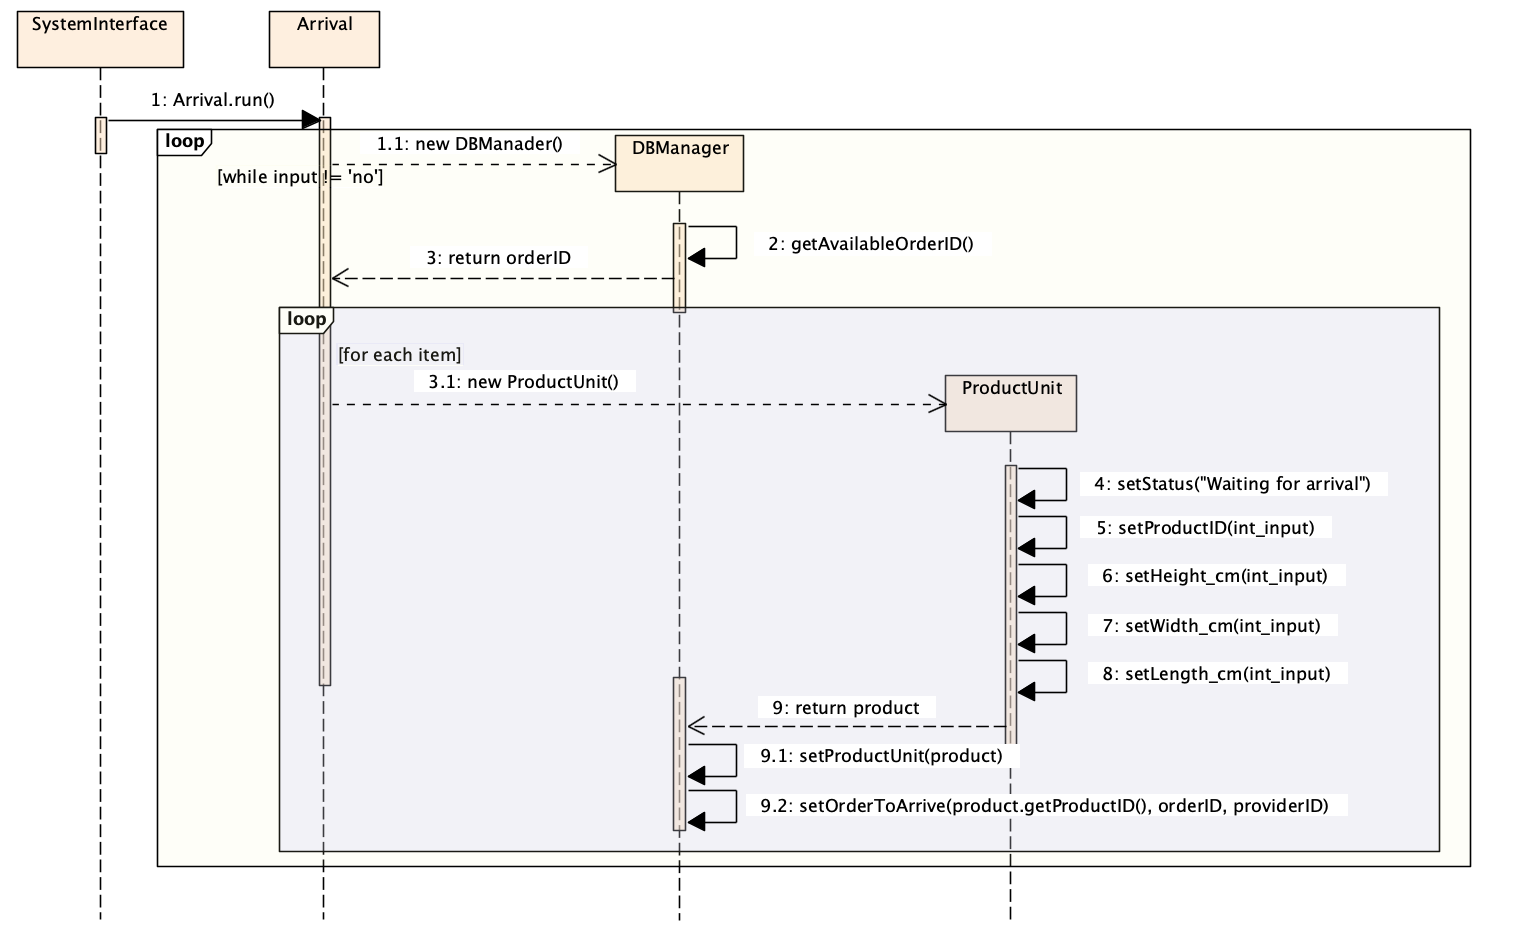 SystemInterface
Arrival
1: Arrival.run()
loop
1.1: new DBManader()
DBManager
[while input != 'no']
2: getAvailableOrderID()
3: return orderID
loop
[for each item]
3.1: new ProductUnit()
ProductUnit
4: setStatus("Waiting for arrival")
5: setProductID(int_input)
6: setHeight_cm(int_input)
7: setWidth_cm(int_input)
8: setLength_cm(int_input)
9: return product
9.1: setProductUnit(product)
9.2: setOrderToArrive(product.getProductID(), orderID, providerID)